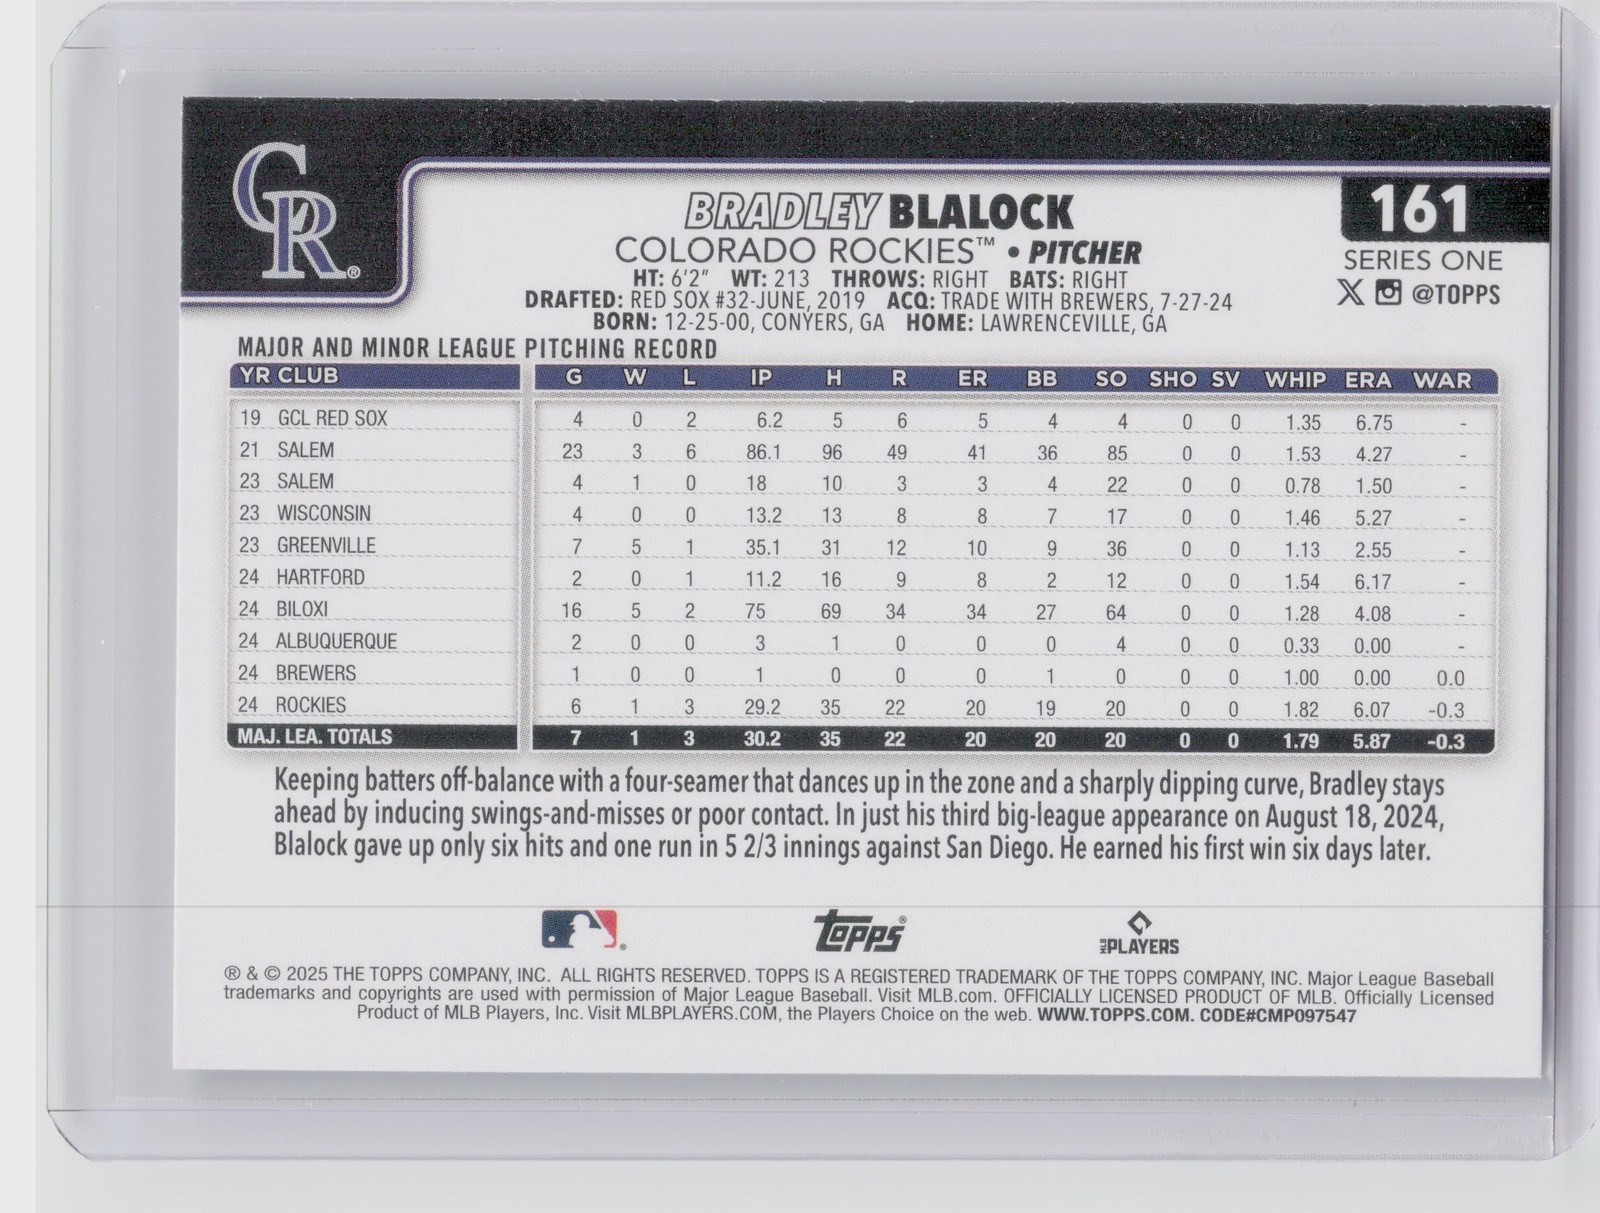 CR®
BRADLEY BLALOCK
161
COLORADO ROCKIES™ • PITCHER
SERIES ONE
HT: 6'2" WT: 213 THROWS: RIGHT BATS: RIGHT
X @TOPPS
DRAFTED: RED SOX #32-JUNE, 2019 ACQ: TRADE WITH BREWERS, 7-27-24
BORN: 12-25-00, CONYERS, GA HOME: LAWRENCEVILLE, GA
MAJOR AND MINOR LEAGUE PITCHING RECORD
YR CLUB G W L IP H R ER BB SO SHO SV WHIP ERA WAR
19 GCL RED SOX 4 0 2 6.2 5 6 5 4 4 0 0 1.35 6.75 -
21 SALEM 23 3 6 86.1 96 49 41 36 85 0 0 1.53 4.27 -
23 SALEM 4 1 0 18 10 3 3 4 22 0 0 0.78 1.50 -
23 WISCONSIN 4 0 0 13.2 13 8 8 7 17 0 0 1.46 5.27 -
23 GREENVILLE 7 5 1 35.1 31 12 10 9 36 0 0 1.13 2.55 -
24 HARTFORD 2 0 1 11.2 16 9 8 2 12 0 0 1.54 6.17 -
24 BILOXI 16 5 2 75 69 34 34 27 64 0 0 1.28 4.08 -
24 ALBUQUERQUE 2 0 0 3 1 0 0 0 4 0 0 0.33 0.00 -
24 BREWERS 1 0 0 1 0 0 0 1 0 0 0 1.00 0.00 0.0
24 ROCKIES 6 1 3 29.2 35 22 20 19 20 0 0 1.82 6.07 -0.3
MAJ. LEA. TOTALS 7 1 3 30.2 35 22 20 20 20 0 0 1.79 5.87 -0.3
Keeping batters off-balance with a four-seamer that dances up in the zone and a sharply dipping curve, Bradley stays
ahead by inducing swings-and-misses or poor contact. In just his third big-league appearance on August 18, 2024,
Blalock gave up only six hits and one run in 5 2/3 innings against San Diego. He earned his first win six days later.
Topps® MLB PLAYERS
® & © 2025 THE TOPPS COMPANY, INC. ALL RIGHTS RESERVED. TOPPS IS A REGISTERED TRADEMARK OF THE TOPPS COMPANY, INC. Major League Baseball
trademarks and copyrights are used with permission of Major League Baseball. Visit MLB.com. OFFICIALLY LICENSED PRODUCT OF MLB. Officially Licensed
Product of MLB Players, Inc. Visit MLBPLAYERS.COM, the Players Choice on the web. WWW.TOPPS.COM. CODE#CMP097547